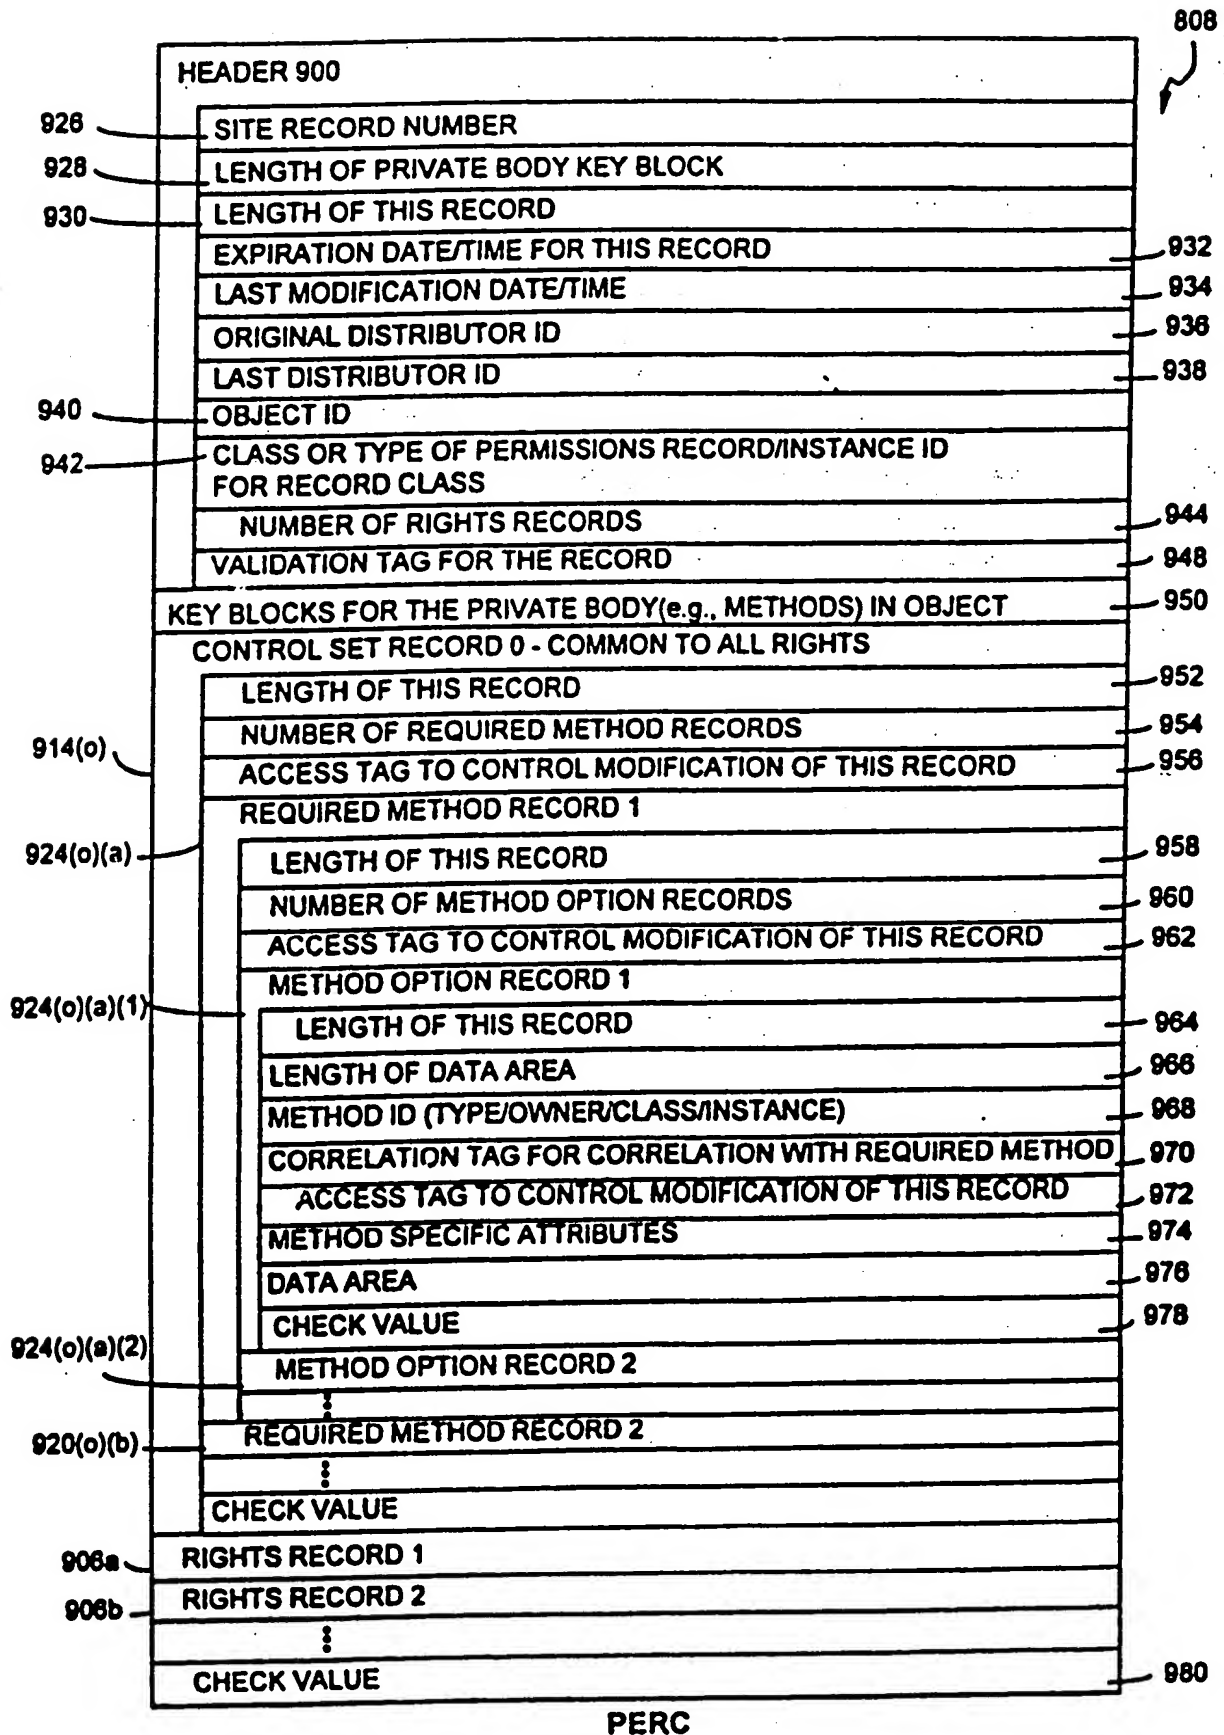 808
HEADER 900
926 SITE RECORD NUMBER
928 LENGTH OF PRIVATE BODY KEY BLOCK
930 LENGTH OF THIS RECORD
EXPIRATION DATE/TIME FOR THIS RECORD 932
LAST MODIFICATION DATE/TIME 934
ORIGINAL DISTRIBUTOR ID 936
LAST DISTRIBUTOR ID 938
940 OBJECT ID
942 CLASS OR TYPE OF PERMISSIONS RECORD/INSTANCE ID
FOR RECORD CLASS
NUMBER OF RIGHTS RECORDS 944
VALIDATION TAG FOR THE RECORD 948
KEY BLOCKS FOR THE PRIVATE BODY(e.g., METHODS) IN OBJECT 950
CONTROL SET RECORD 0 - COMMON TO ALL RIGHTS
LENGTH OF THIS RECORD 952
NUMBER OF REQUIRED METHOD RECORDS 954
914(o)
ACCESS TAG TO CONTROL MODIFICATION OF THIS RECORD 956
REQUIRED METHOD RECORD 1
924(o)(a)
LENGTH OF THIS RECORD 958
NUMBER OF METHOD OPTION RECORDS 960
ACCESS TAG TO CONTROL MODIFICATION OF THIS RECORD 962
METHOD OPTION RECORD 1
924(o)(a)(1)
LENGTH OF THIS RECORD 964
LENGTH OF DATA AREA 966
METHOD ID (TYPE/OWNER/CLASS/INSTANCE) 968
CORRELATION TAG FOR CORRELATION WITH REQUIRED METHOD 970
ACCESS TAG TO CONTROL MODIFICATION OF THIS RECORD 972
METHOD SPECIFIC ATTRIBUTES 974
DATA AREA 976
CHECK VALUE 978
924(o)(a)(2) METHOD OPTION RECORD 2
920(o)(b) REQUIRED METHOD RECORD 2
CHECK VALUE
906a RIGHTS RECORD 1
906b RIGHTS RECORD 2
CHECK VALUE 980
PERC